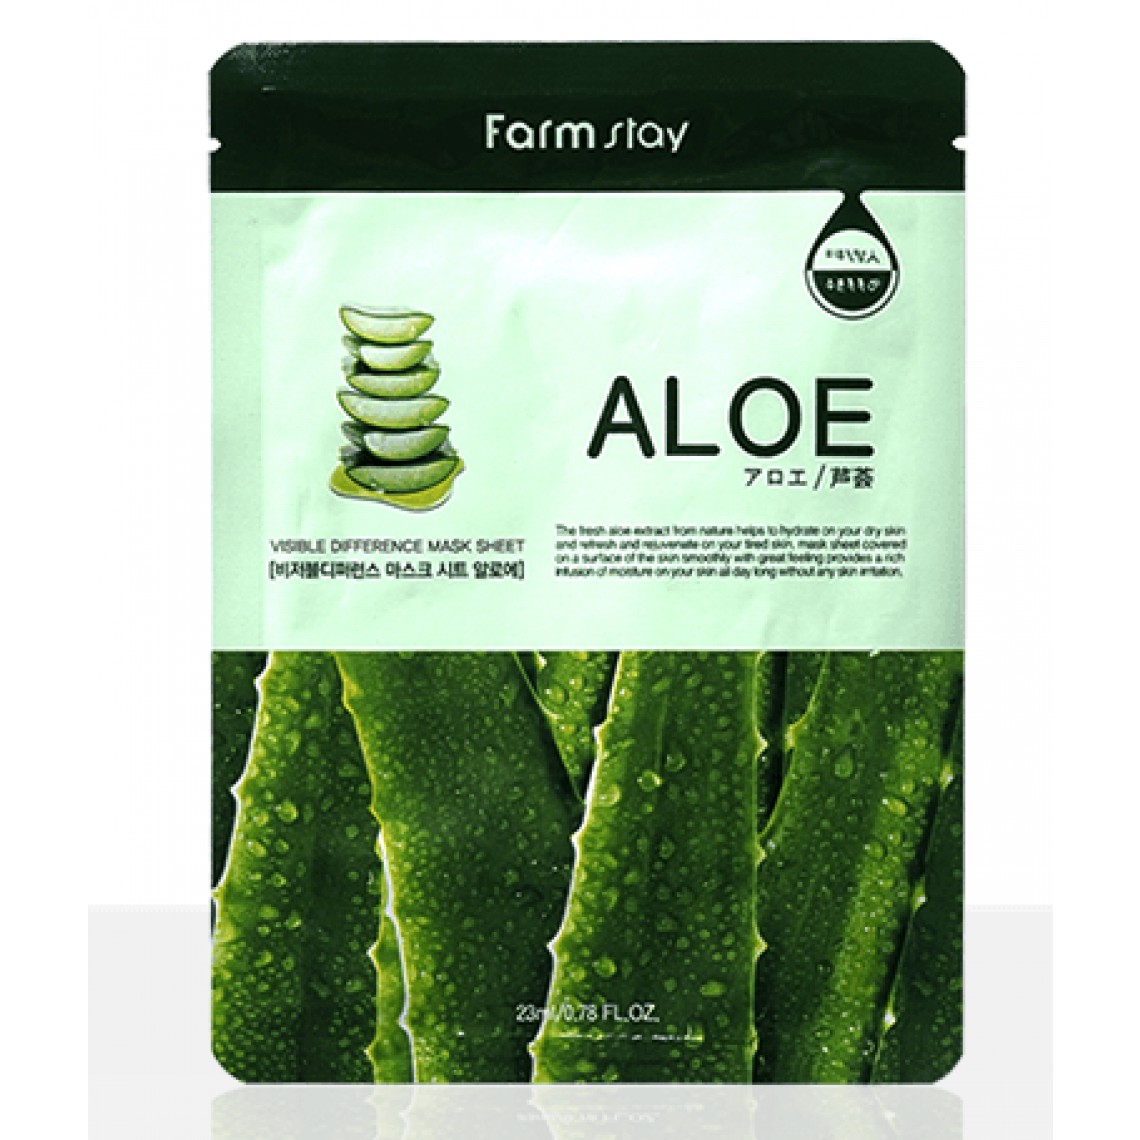 Farm stay
ALOE
アロエ / 芦荟
VISIBLE DIFFERENCE MASK SHEET
[비저블디퍼런스 마스크 시트 알로에]
The fresh aloe extract from nature helps to hydrate on your dry skin
and refresh and rejuvenate on your tired skin, mask sheet covered
on a surface of the skin smoothly with great feeling provides a rich
infusion of moisture on your skin all day long without any skin irritation.
23ml/0.78 FL.OZ.